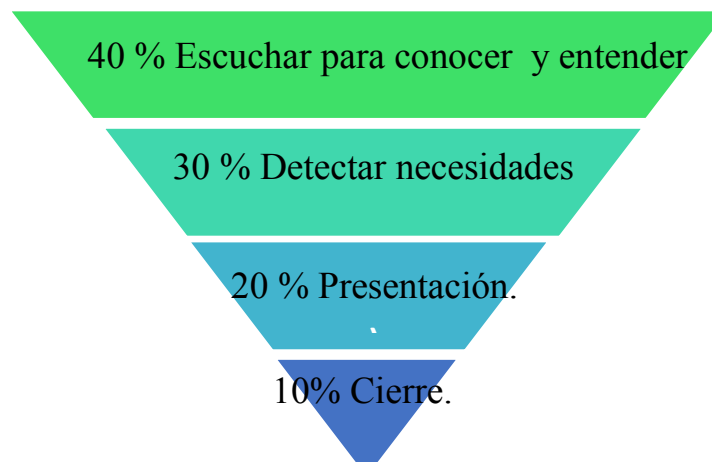 40 % Escuchar para conocer y entender
30 % Detectar necesidades
20 % Presentación.
10% Cierre.